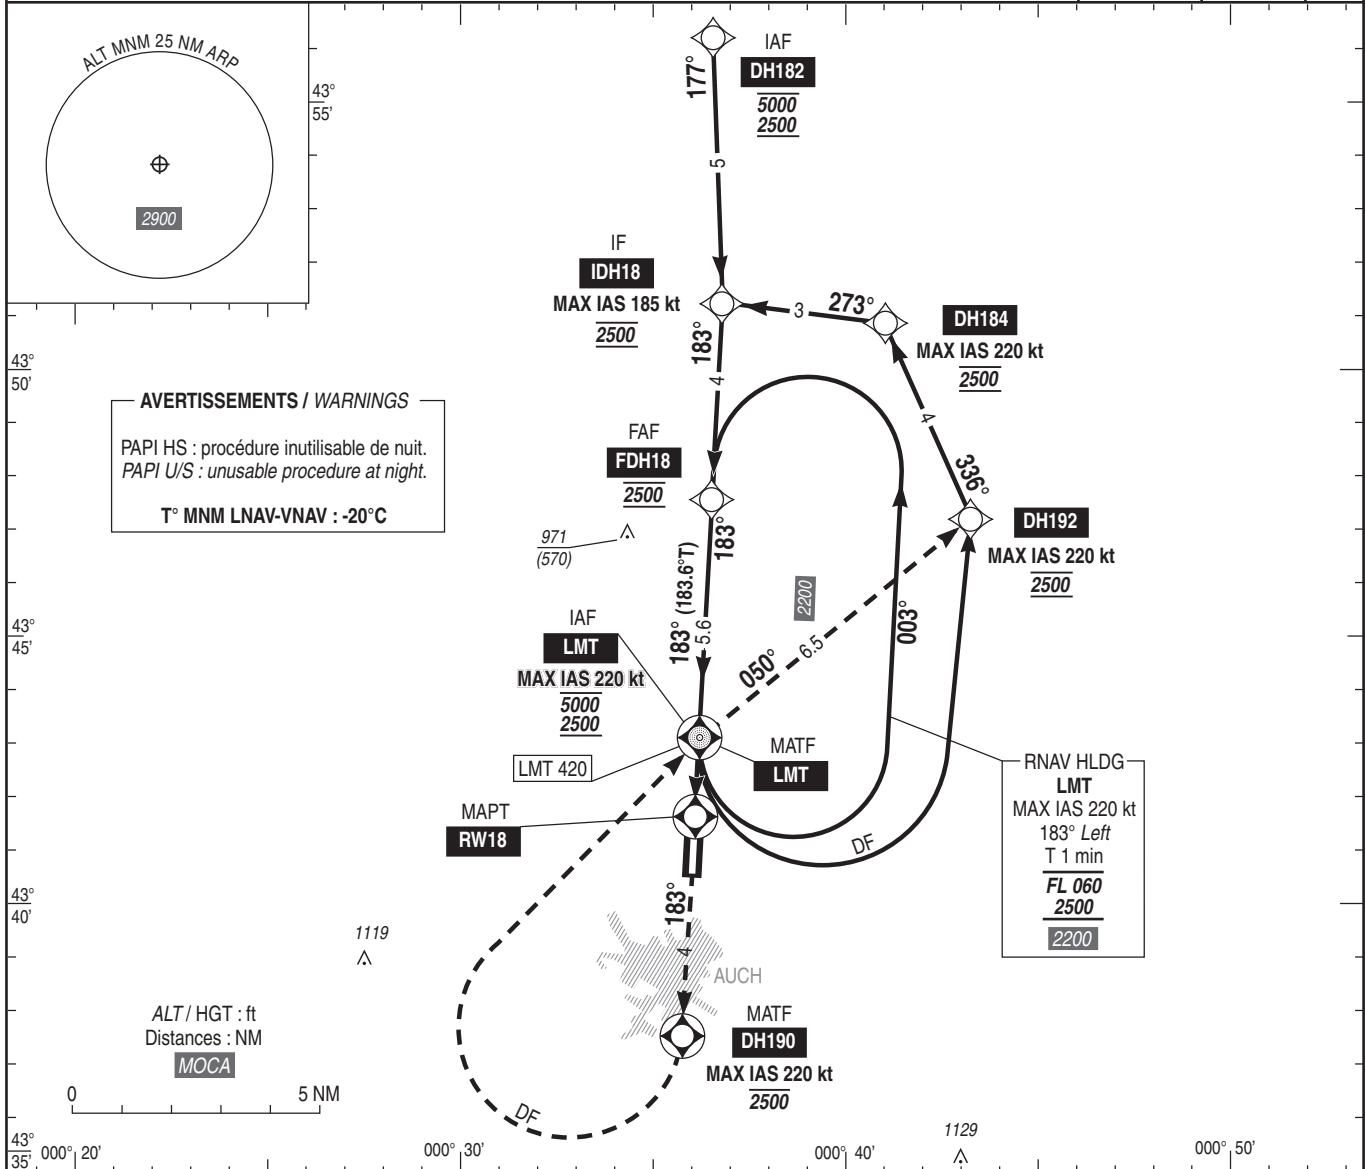 ALT MNM 25 NM ARP
2900
43°
55'
177°
IAF
DH182
5000
2500
5
IF
IDH18
MAX IAS 185 kt
2500
3
273°
DH184
MAX IAS 220 kt
2500
183°
4
43°
50'
AVERTISSEMENTS / WARNINGS
PAPI HS : procédure inutilisable de nuit.
PAPI U/S : unusable procedure at night.
T° MNM LNAV-VNAV : -20°C
FAF
FDH18
2500
4
336°
DH192
MAX IAS 220 kt
2500
971
(570)
183°
183° (183.6°T)
5.6
2200
003°
050°
6.5
43°
45'
IAF
LMT
MAX IAS 220 kt
5000
2500
LMT 420
MATF
LMT
MAPT
RW18
DF
RNAV HLDG
LMT
MAX IAS 220 kt
183° Left
T 1 min
FL 060
2500
2200
43°
40'
183°
4
1119
AUCH
MATF
DH190
MAX IAS 220 kt
2500
DF
ALT / HGT : ft
Distances : NM
MOCA
0
5 NM
1129
43°
35'
000° 20'
000° 30'
000° 40'
000° 50'